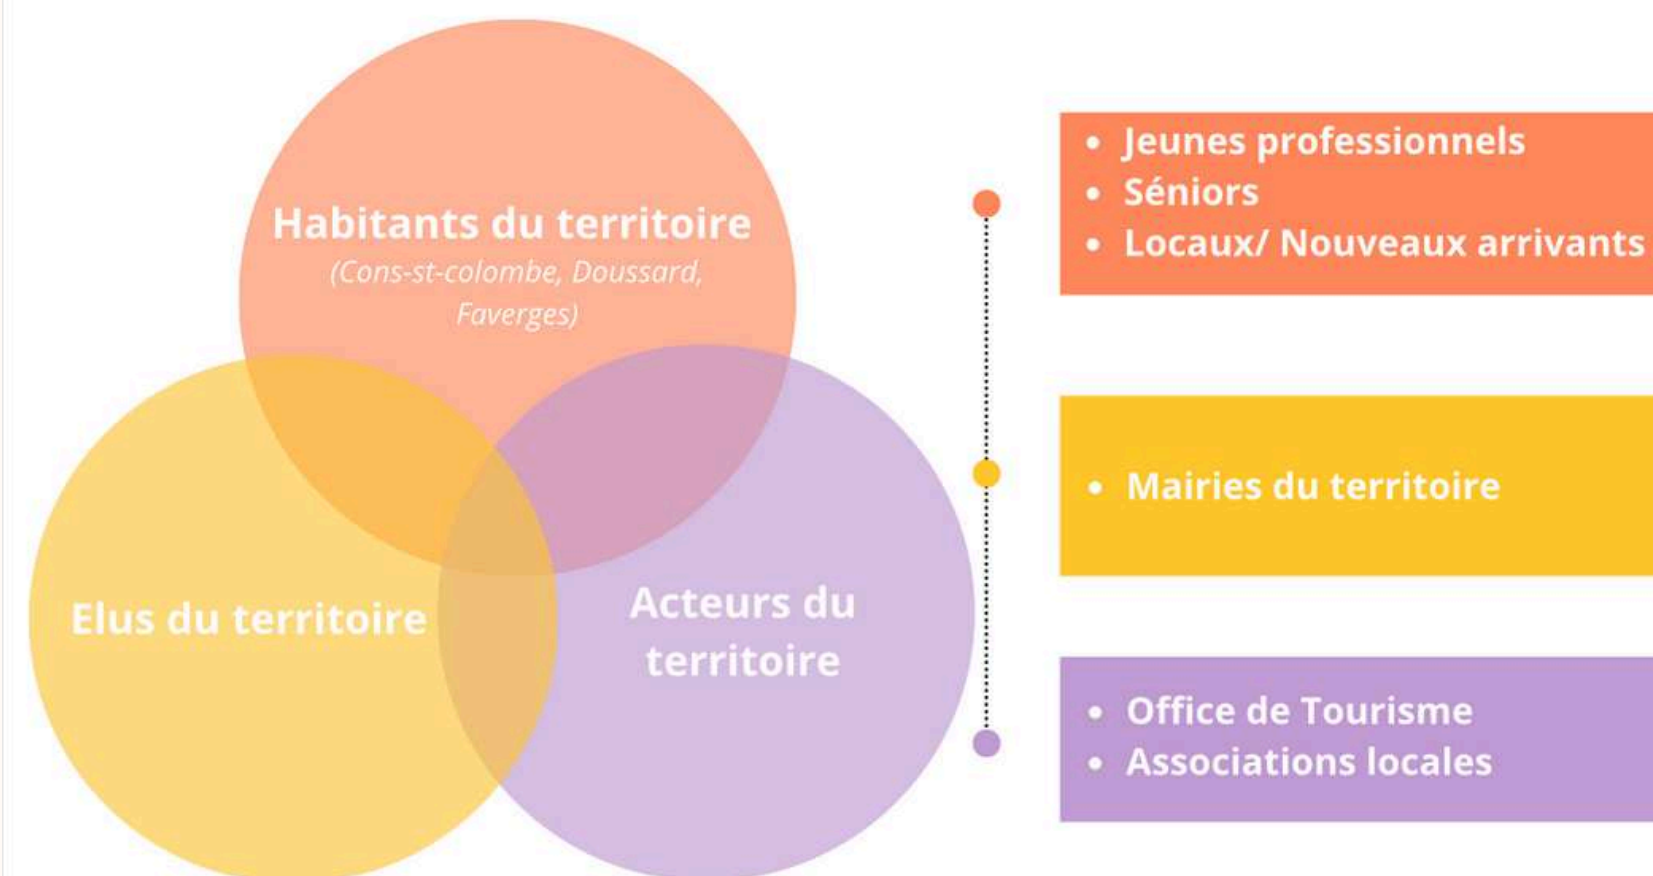 Habitants du territoire
(Cons-st-colombe, Doussard,
Faverges)
Elus du territoire
Acteurs du
territoire
• Jeunes professionnels
• Séniors
• Locaux/ Nouveaux arrivants
• Mairies du territoire
• Office de Tourisme
• Associations locales